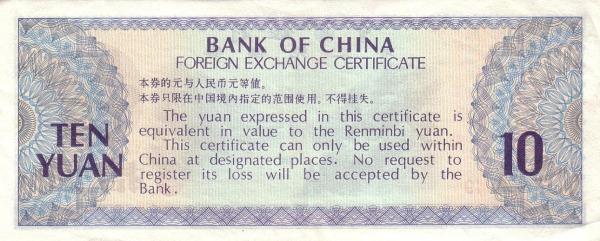 BANK OF CHINA
FOREIGN EXCHANGE CERTIFICATE
本券的元与人民币元等值。
本券只限在中国境内指定的范围使用，不得挂失。
The yuan expressed in this certificate is
equivalent in value to the Renminbi yuan.
This certificate can only be used within
China at designated places. No request to
register its loss will be accepted by the
Bank.
TEN
YUAN
10